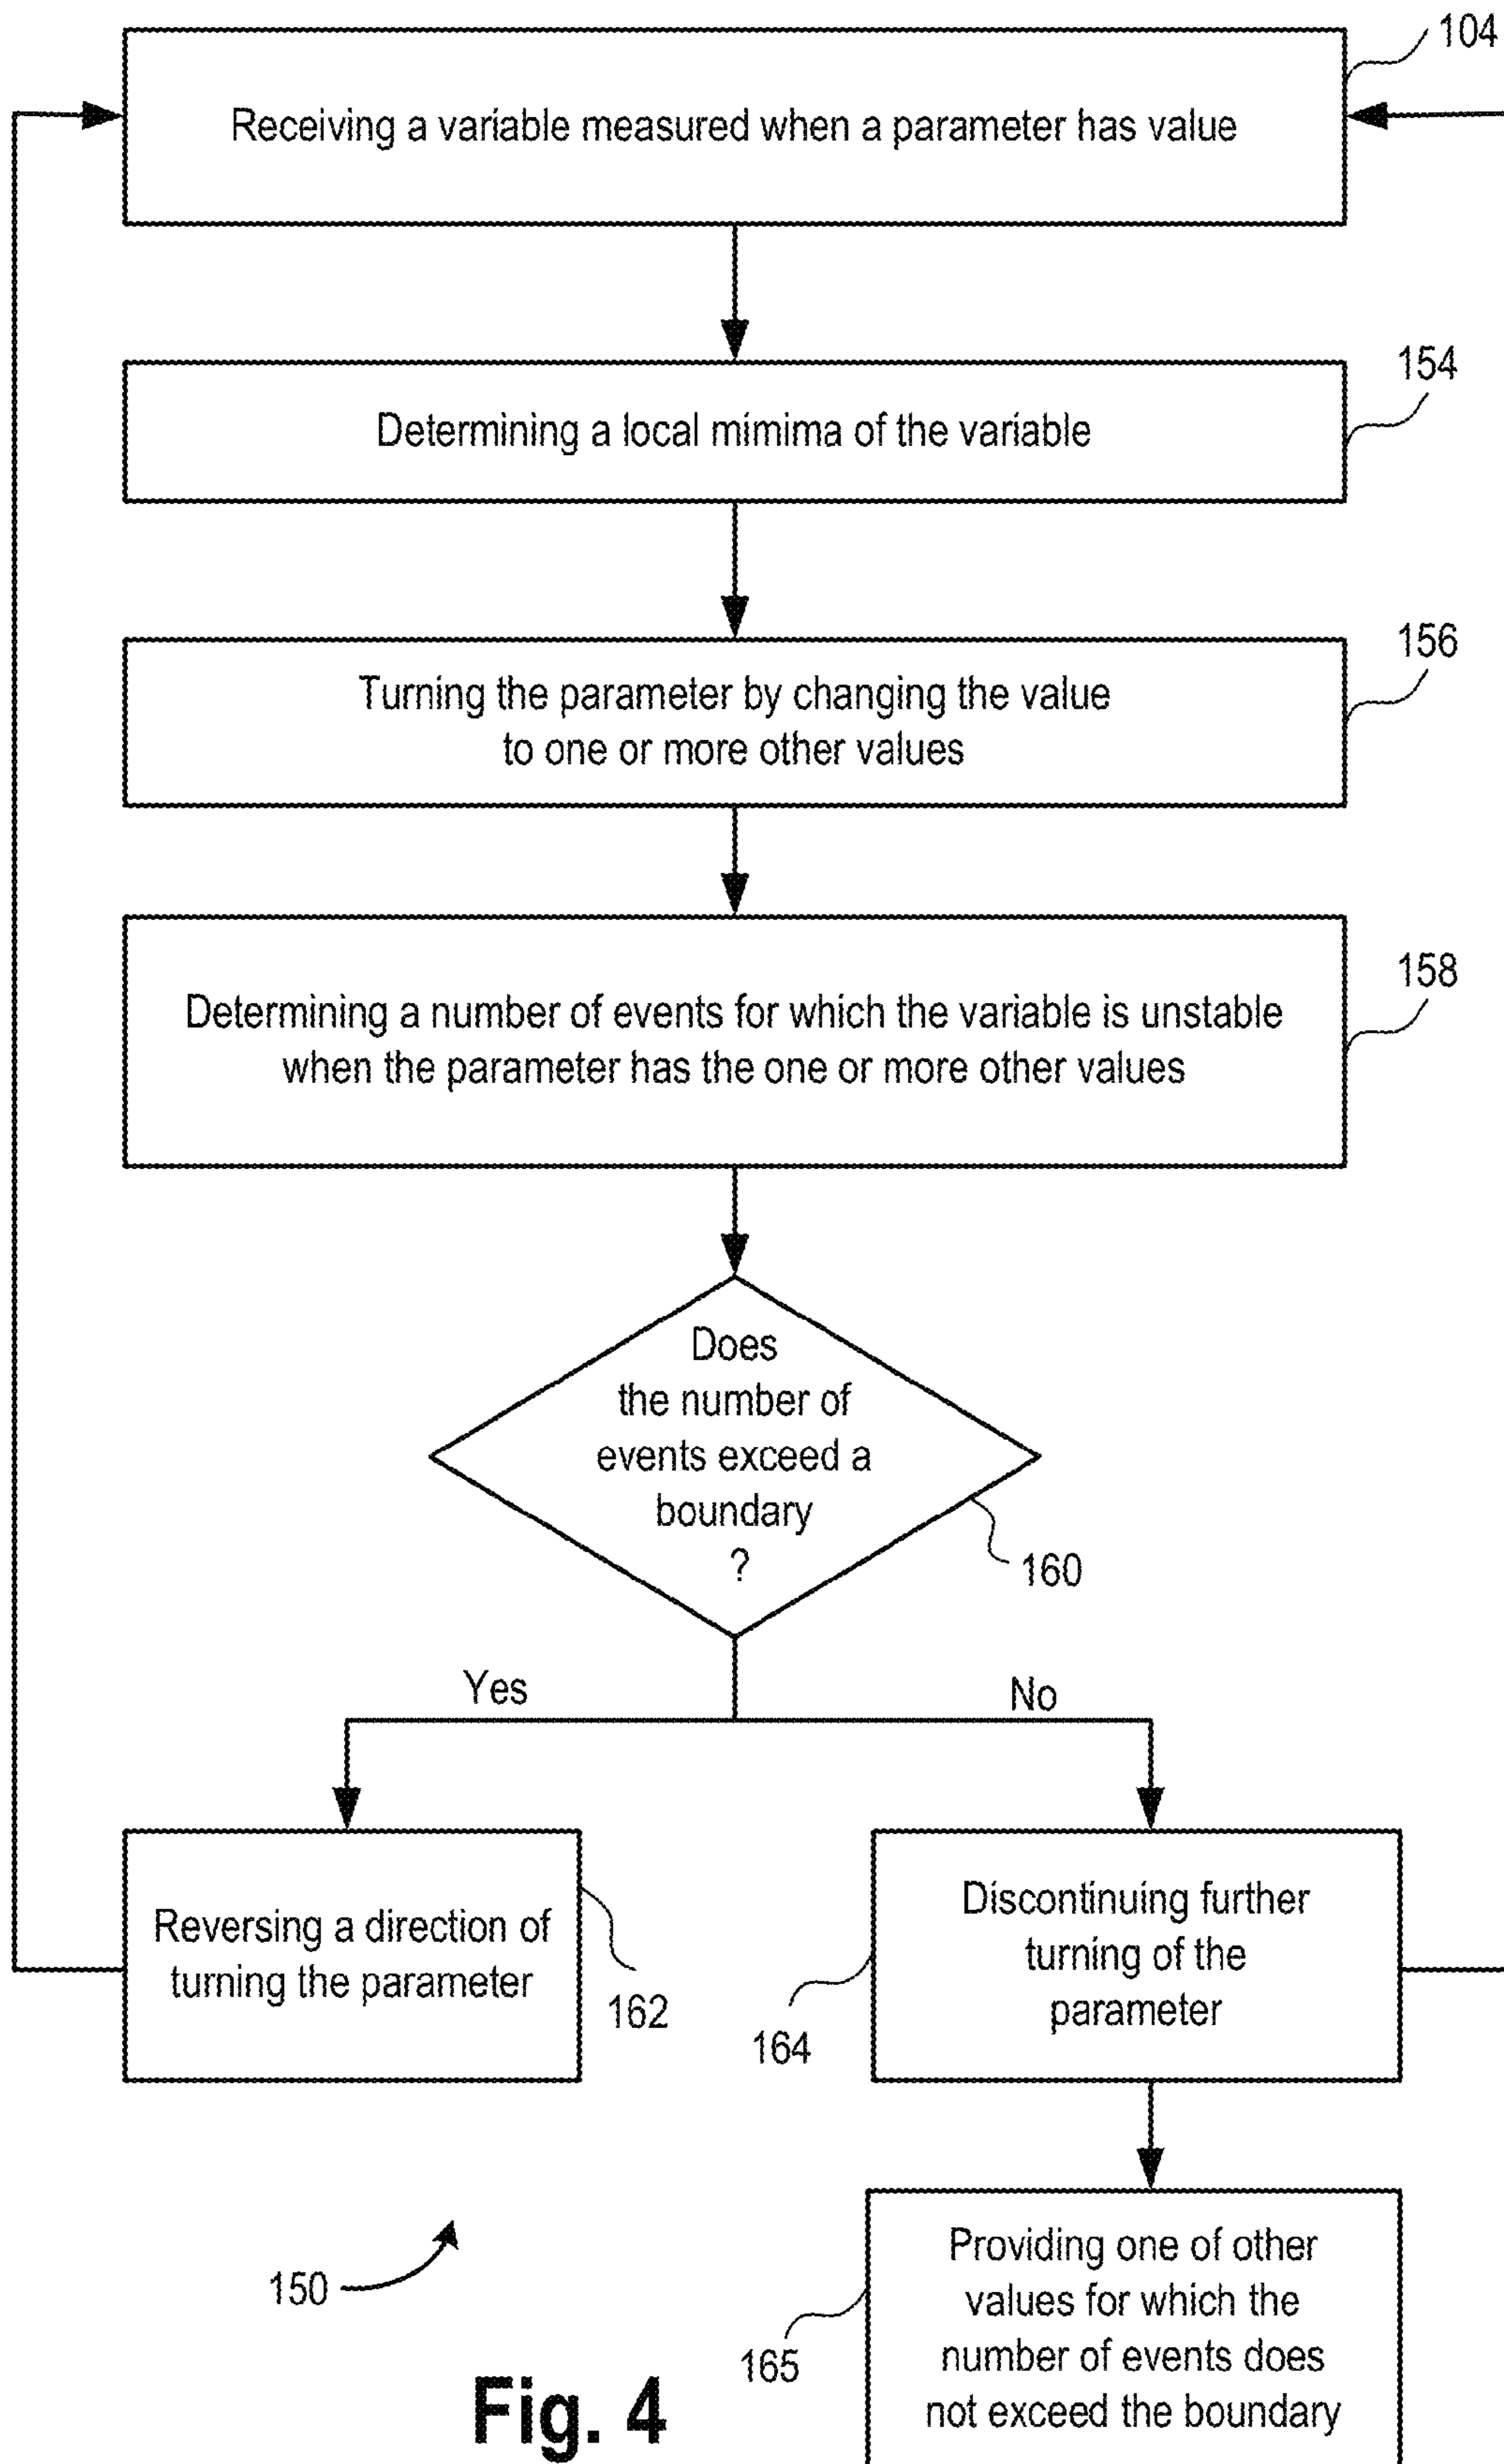 104
Receiving a variable measured when a parameter has value
154
Determining a local mimima of the variable
156
Turning the parameter by changing the value
to one or more other values
158
Determining a number of events for which the variable is unstable
when the parameter has the one or more other values
Does
the number of
events exceed a
boundary
?
160
Yes
No
Reversing a direction of
turning the parameter
162
Discontinuing further
turning of the
parameter
164
Providing one of other
values for which the
number of events does
not exceed the boundary
165
150
Fig. 4